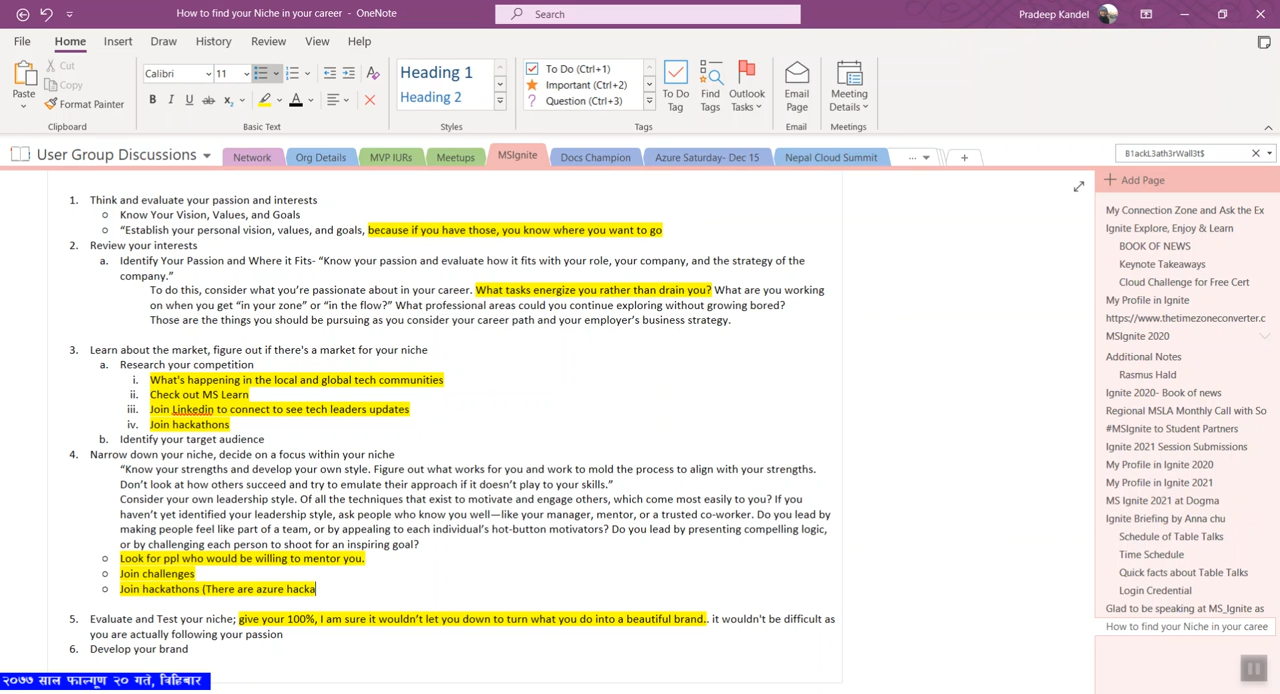 How to find your Niche in your career - OneNote
Search
Pradeep Kandel
File Home Insert Draw History Review View Help
Paste
Cut
Copy
Format Painter
Clipboard
Calibri 11
B I U ab x₂ A
Basic Text
Heading 1
Heading 2
Styles
To Do (Ctrl+1)
Important (Ctrl+2)
? Question (Ctrl+3)
To Do Tag
Find Tags
Outlook Tasks
Tags
Email Page
Email
Meeting Details
Meetings
User Group Discussions
Network Org Details MVP IURs Meetups MSIgnite Docs Champion Azure Saturday- Dec 15 Nepal Cloud Summit ... +
B1ackL3ath3rWall3t$
1. Think and evaluate your passion and interests
o Know Your Vision, Values, and Goals
o “Establish your personal vision, values, and goals, because if you have those, you know where you want to go
2. Review your interests
a. Identify Your Passion and Where it Fits- “Know your passion and evaluate how it fits with your role, your company, and the strategy of the
company.”
To do this, consider what you’re passionate about in your career. What tasks energize you rather than drain you? What are you working
on when you get “in your zone” or “in the flow?” What professional areas could you continue exploring without growing bored?
Those are the things you should be pursuing as you consider your career path and your employer’s business strategy.
3. Learn about the market, figure out if there's a market for your niche
a. Research your competition
i. What's happening in the local and global tech communities
ii. Check out MS Learn
iii. Join Linkedin to connect to see tech leaders updates
iv. Join hackathons
b. Identify your target audience
4. Narrow down your niche, decide on a focus within your niche
“Know your strengths and develop your own style. Figure out what works for you and work to mold the process to align with your strengths.
Don’t look at how others succeed and try to emulate their approach if it doesn’t play to your skills.”
Consider your own leadership style. Of all the techniques that exist to motivate and engage others, which come most easily to you? If you
haven’t yet identified your leadership style, ask people who know you well—like your manager, mentor, or a trusted co-worker. Do you lead by
making people feel like part of a team, or by appealing to each individual’s hot-button motivators? Do you lead by presenting compelling logic,
or by challenging each person to shoot for an inspiring goal?
o Look for ppl who would be willing to mentor you.
o Join challenges
o Join hackathons (There are azure hacka
5. Evaluate and Test your niche; give your 100%, I am sure it wouldn’t let you down to turn what you do into a beautiful brand.. it wouldn't be difficult as
you are actually following your passion
6. Develop your brand
Add Page
My Connection Zone and Ask the Ex
Ignite Explore, Enjoy & Learn
BOOK OF NEWS
Keynote Takeaways
Cloud Challenge for Free Cert
My Profile in Ignite
https://www.thetimezoneconverter.c
MSIgnite 2020
Additional Notes
Rasmus Hald
Ignite 2020- Book of news
Regional MSLA Monthly Call with So
#MSIgnite to Student Partners
Ignite 2021 Session Submissions
My Profile in Ignite 2020
My Profile in Ignite 2021
MS Ignite 2021 at Dogma
Ignite Briefing by Anna chu
Schedule of Table Talks
Time Schedule
Quick facts about Table Talks
Login Credential
Glad to be speaking at MS_Ignite as
How to find your Niche in your caree
२०७७ साल फाल्गूण २० गते, विहिबार